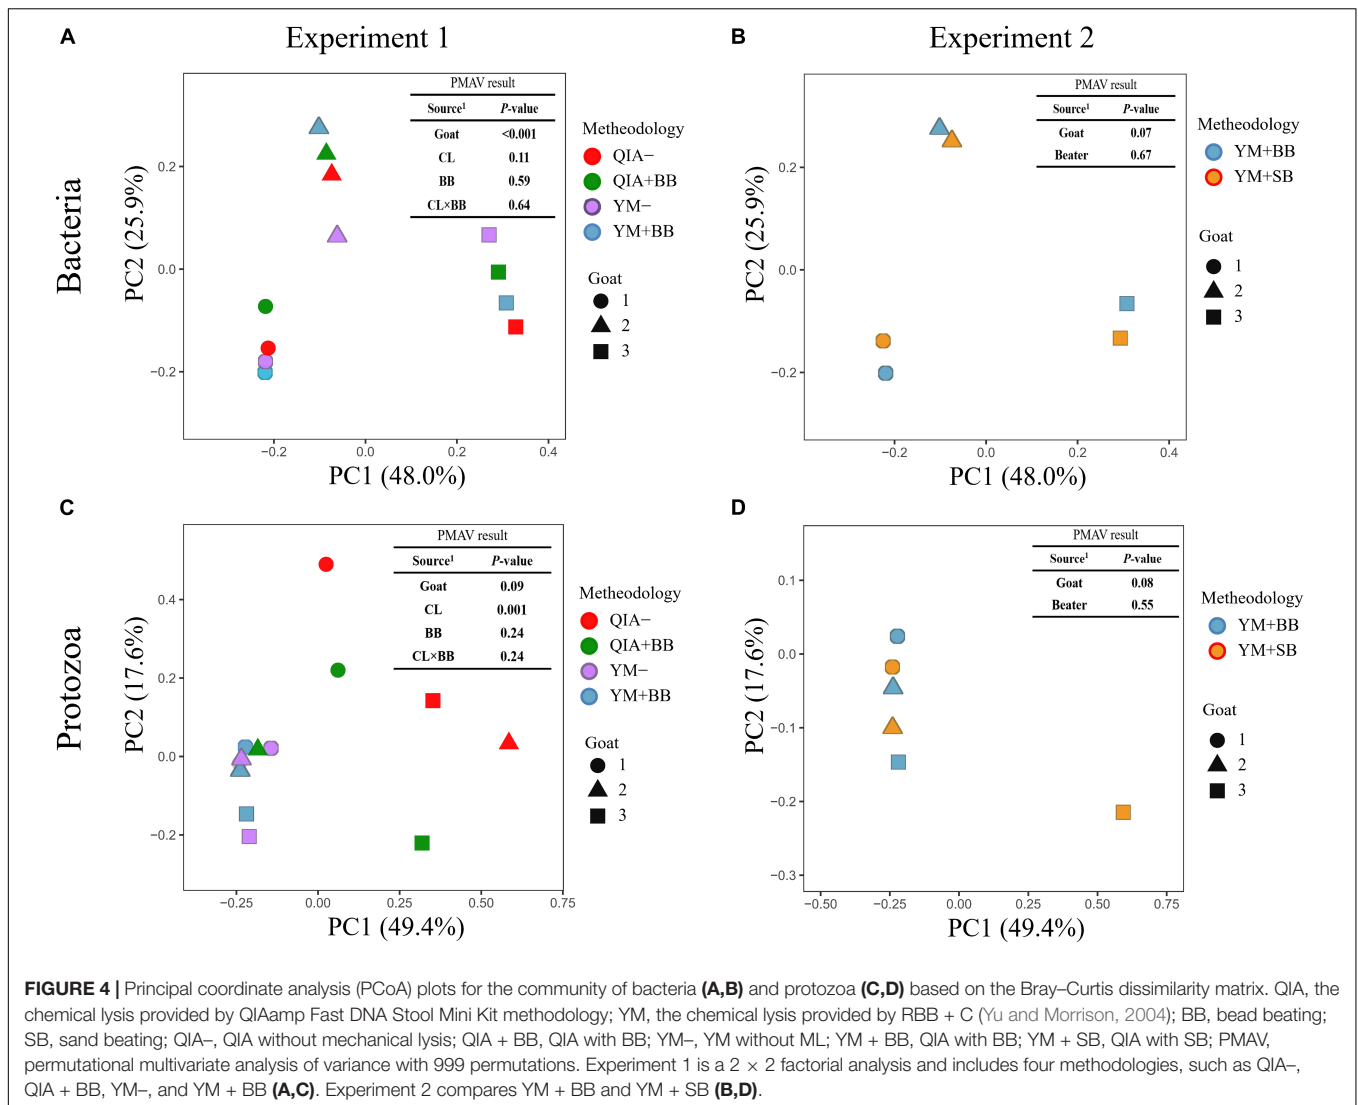 A
Experiment 1
PMAV result
Source¹ P-value
Goat <0.001
CL 0.11
BB 0.59
CL×BB 0.64
Bacteria
PC2 (25.9%)
0.2
0.0
−0.2
−0.2 0.0 0.2 0.4
PC1 (48.0%)
Metheodology
QIA−
QIA+BB
YM−
YM+BB
Goat
1
2
3
B
Experiment 2
PMAV result
Source¹ P-value
Goat 0.07
Beater 0.67
PC2 (25.9%)
0.2
0.0
−0.2
−0.2 0.0 0.2 0.4
PC1 (48.0%)
Metheodology
YM+BB
YM+SB
Goat
1
2
3
C
PMAV result
Source¹ P-value
Goat 0.09
CL 0.001
BB 0.24
CL×BB 0.24
Protozoa
PC2 (17.6%)
0.4
0.2
0.0
−0.2
−0.25 0.00 0.25 0.50 0.75
PC1 (49.4%)
Metheodology
QIA−
QIA+BB
YM−
YM+BB
Goat
1
2
3
D
PMAV result
Source¹ P-value
Goat 0.08
Beater 0.55
PC2 (17.6%)
0.1
0.0
−0.1
−0.2
−0.3
−0.50 −0.25 0.00 0.25 0.50 0.75
PC1 (49.4%)
Metheodology
YM+BB
YM+SB
Goat
1
2
3
FIGURE 4 | Principal coordinate analysis (PCoA) plots for the community of bacteria (A,B) and protozoa (C,D) based on the Bray–Curtis dissimilarity matrix. QIA, the
chemical lysis provided by QIAamp Fast DNA Stool Mini Kit methodology; YM, the chemical lysis provided by RBB + C (Yu and Morrison, 2004); BB, bead beating;
SB, sand beating; QIA–, QIA without mechanical lysis; QIA + BB, QIA with BB; YM–, YM without ML; YM + BB, QIA with BB; YM + SB, QIA with SB; PMAV,
permutational multivariate analysis of variance with 999 permutations. Experiment 1 is a 2 × 2 factorial analysis and includes four methodologies, such as QIA–,
QIA + BB, YM–, and YM + BB (A,C). Experiment 2 compares YM + BB and YM + SB (B,D).